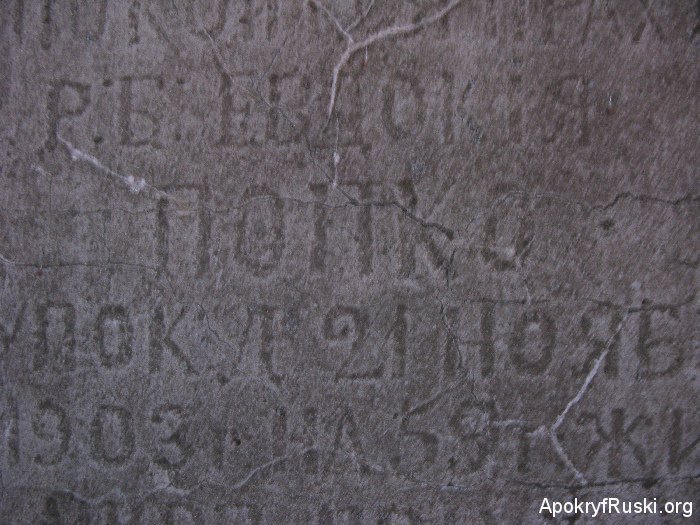 Р: Б: ЕВДОКІЯ
ПОПКО
УПОК. Д. 21 НОЯБ
1903 г. НА 59 г. ЖИ
ApokryfRuski.org